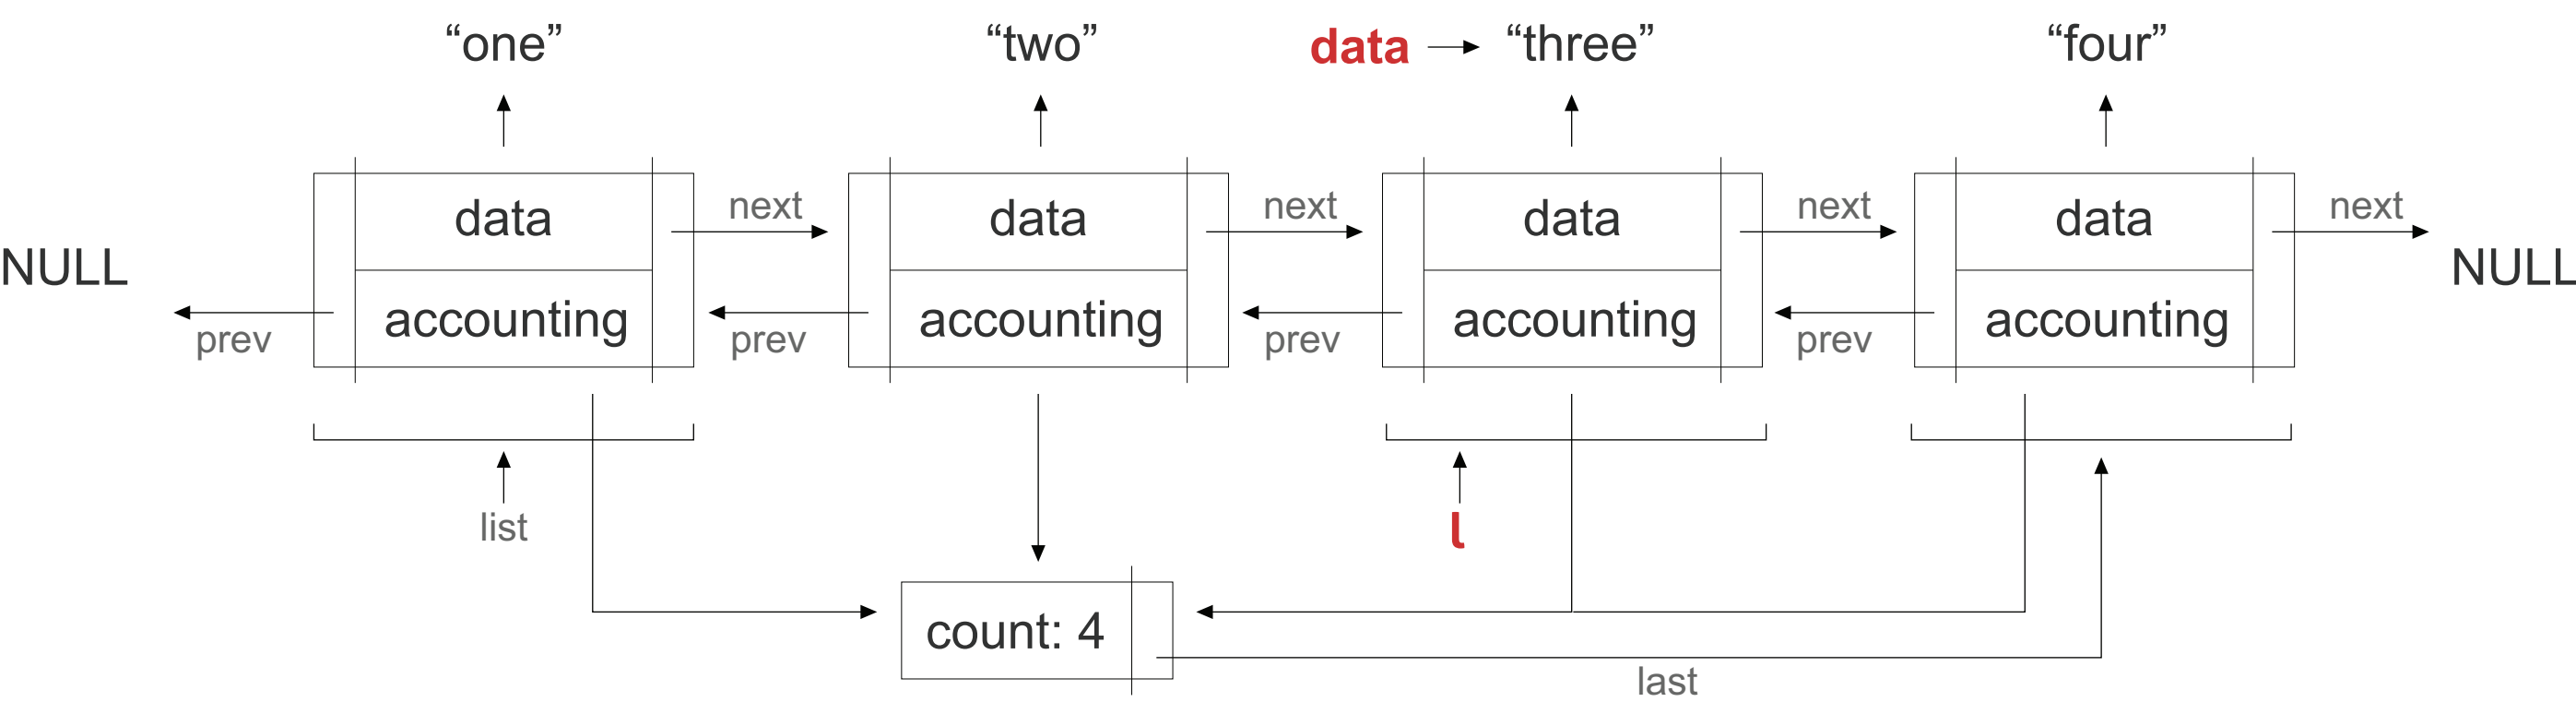 “one”
“two”
data
“three”
“four”
data
next
data
next
data
next
data
next
NULL
NULL
accounting
accounting
accounting
accounting
prev
prev
prev
prev
list
l
count: 4
last